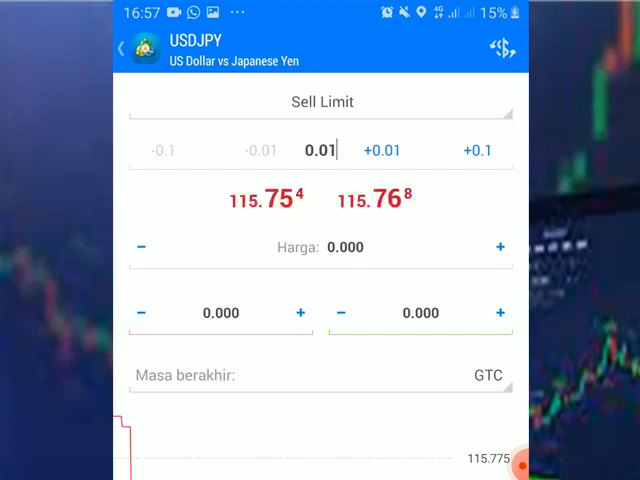 16:57 4G 15%
USDJPY
US Dollar vs Japanese Yen
Sell Limit
-0.1 -0.01 0.01 +0.01 +0.1
115.754 115.768
- Harga: 0.000 +
- 0.000 + - 0.000 +
Masa berakhir: GTC
115.775